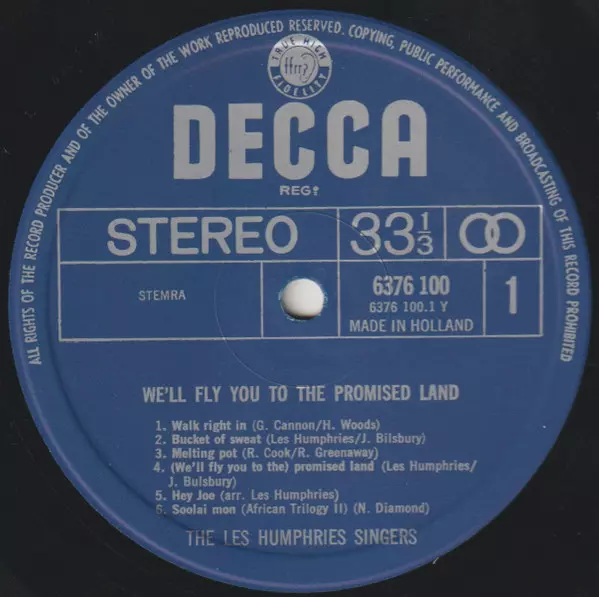 ALL RIGHTS OF THE RECORD PRODUCER AND OF THE OWNER OF THE WORK REPRODUCED RESERVED. COPYING, PUBLIC PERFORMANCE AND BROADCASTING OF THIS RECORD PROHIBITED
TRUE HIGH
ffrr
FIDELITY
DECCA
REGD
STEREO
33 1/3
STEMRA
6376 100
6376 100.1 Y
MADE IN HOLLAND
1
WE'LL FLY YOU TO THE PROMISED LAND
1. Walk right in (G. Cannon/H. Woods)
2. Bucket of sweat (Les Humphries/J. Bilsbury)
3. Melting pot (R. Cook/R. Greenaway)
4. (We'll fly you to the) promised land (Les Humphries/
J. Bulsbury)
5. Hey Joe (arr. Les Humphries)
6. Soolai mon (African Trilogy II) (N. Diamond)
THE LES HUMPHRIES SINGERS